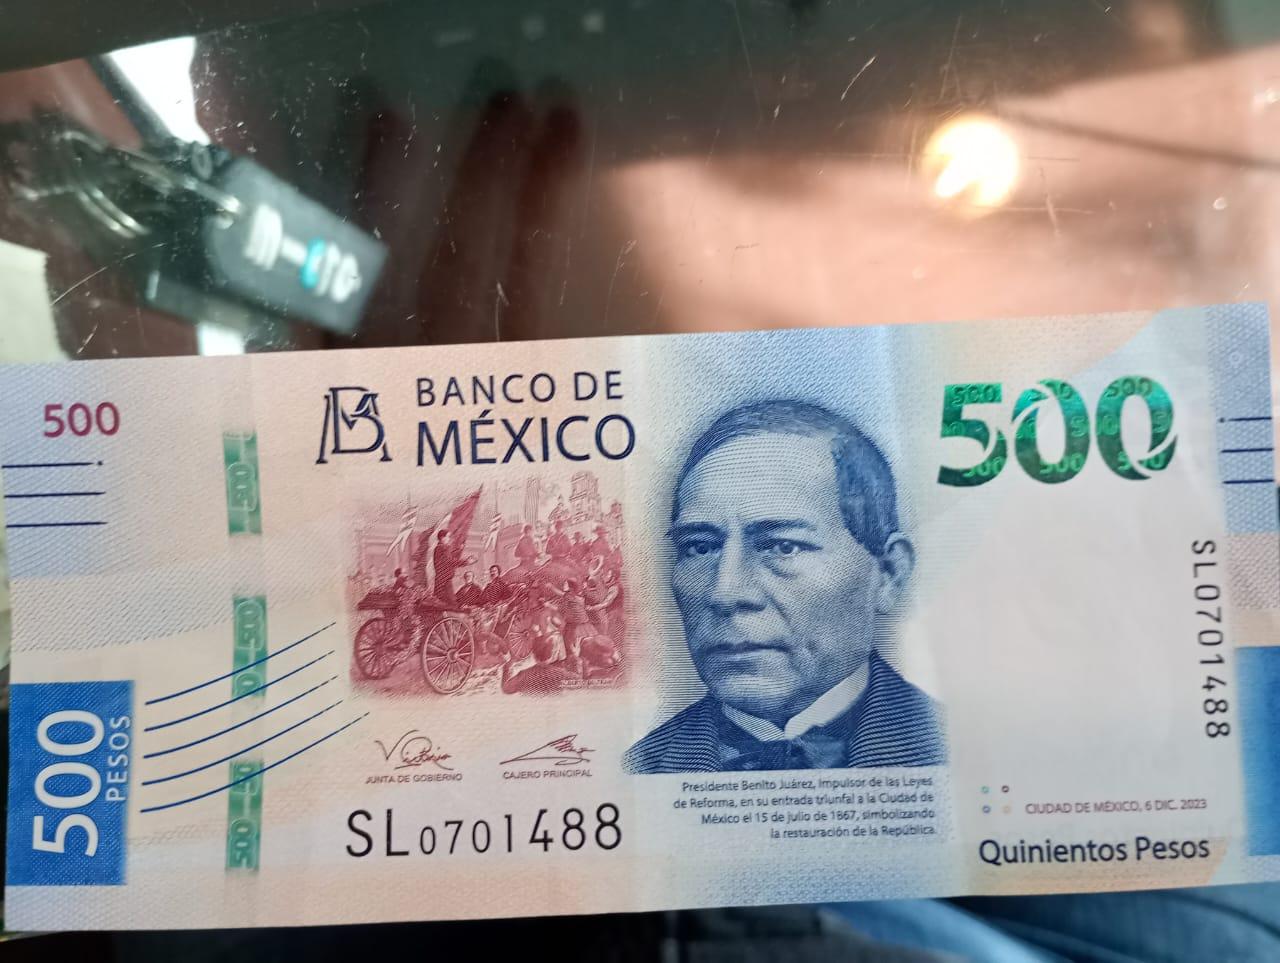 500
BANCO DE
MÉXICO
500
500
PESOS
JUNTA DE GOBIERNO
CAJERO PRINCIPAL
SL0701488
Presidente Benito Juárez, impulsor de las Leyes
de Reforma, en su entrada triunfal a la Ciudad de
México el 15 de julio de 1867, simbolizando
la restauración de la República.
SL0701488
CIUDAD DE MÉXICO, 6 DIC. 2023
Quinientos Pesos